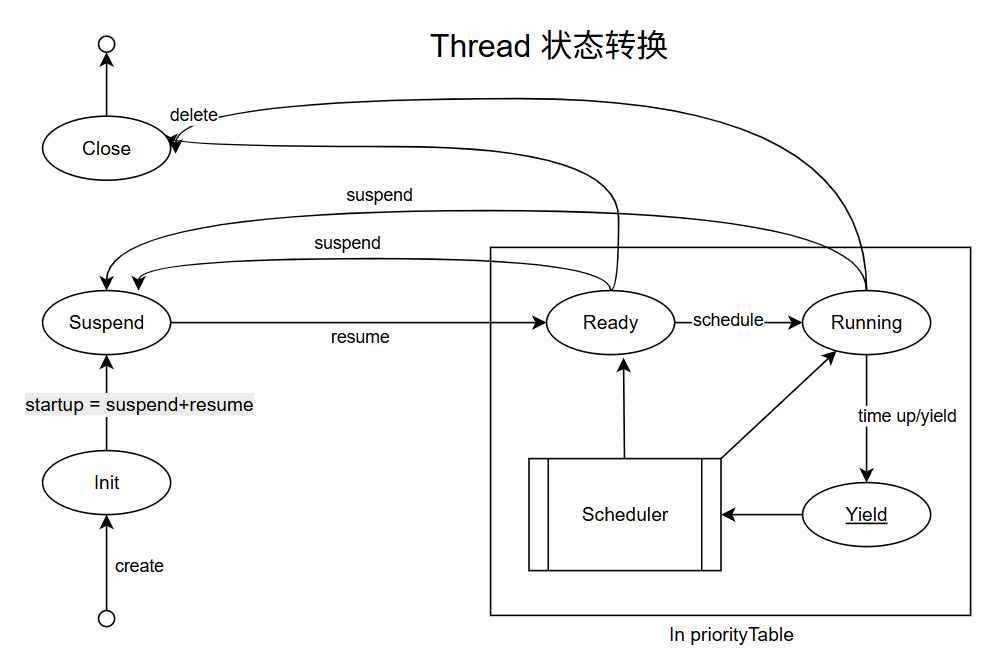 Thread 状态转换
delete
Close
suspend
suspend
Suspend
resume
Ready
schedule
Running
startup = suspend+resume
time up/yield
Init
Scheduler
Yield
create
In priorityTable